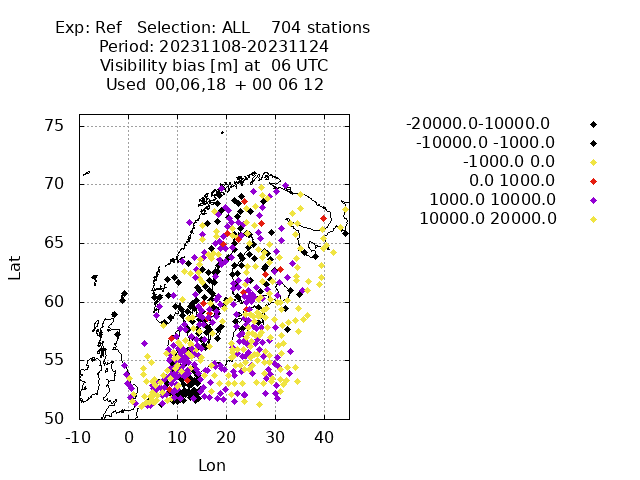 Exp: Ref   Selection: ALL    704 stations
Period: 20231108-20231124
Visibility bias [m] at  06 UTC
Used  00,06,18  + 00 06 12
-20000.0-10000.0
-10000.0 -1000.0
-1000.0 0.0
0.0 1000.0
1000.0 10000.0
10000.0 20000.0
75
70
65
60
55
50
Lat
-10 0 10 20 30 40
Lon